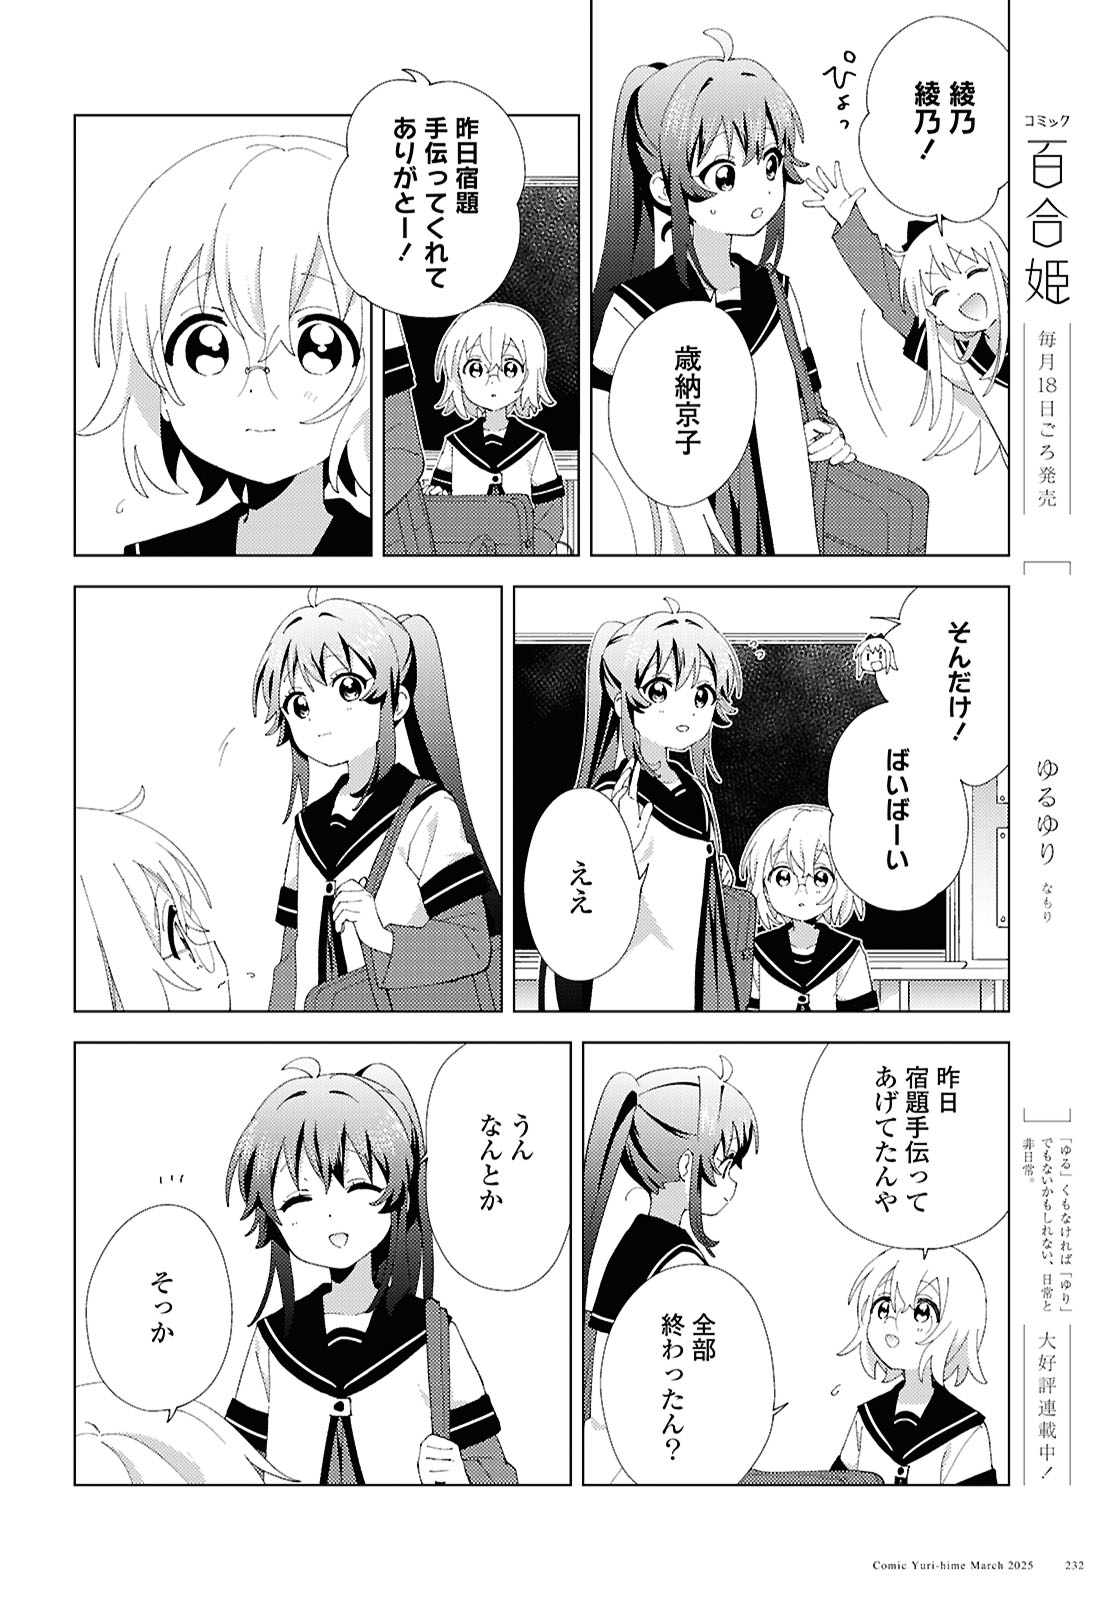 綾乃
綾乃！
ぴょっ
歳納京子
昨日宿題
手伝ってくれて
ありがとー！
そんだけ！
ばいばーい
ええ
昨日
宿題手伝って
あげてたんや
全部
終わったん？
うん
なんとか
そっか
コミック
百合姫
毎月18日ごろ発売
ゆるゆり なもり
「ゆる」くもなければ「ゆり」
でもないかもしれない、日常と
非日常。
大好評連載中！
Comic Yuri-hime March 2025 232